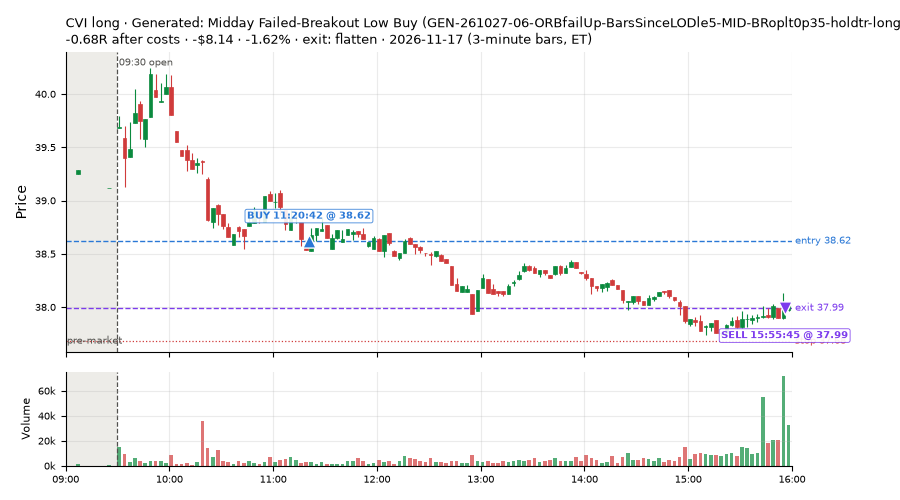 CVI long · Generated: Midday Failed-Breakout Low Buy (GEN-261027-06-ORBfailUp-BarsSinceLODle5-MID-BRoplt0p35-holdtr-long
-0.68R after costs · -$8.14 · -1.62% · exit: flatten · 2026-11-17 (3-minute bars, ET)
09:30 open
40.0
39.5
39.0
38.5
38.0
Price
BUY 11:20:42 @ 38.62
entry 38.62
exit 37.99
SELL 15:55:45 @ 37.99
pre-market
60k
40k
20k
0k
Volume
09:00
10:00
11:00
12:00
13:00
14:00
15:00
16:00